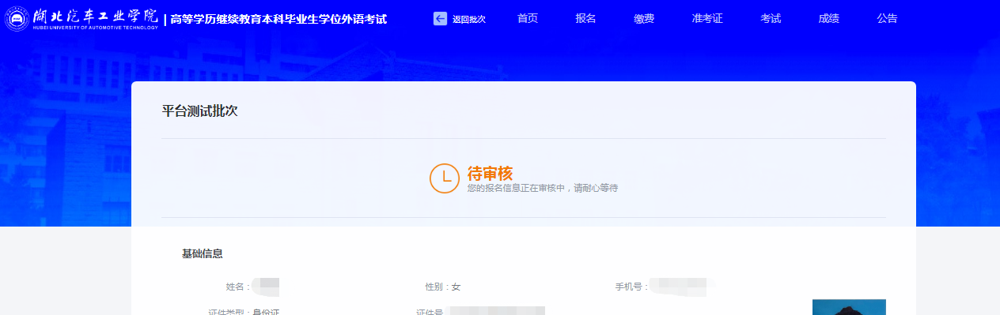 湖北汽车工业学院
HUBEI UNIVERSITY OF AUTOMOTIVE TECHNOLOGY
| 高等学历继续教育本科毕业生学位外语考试
返回批次 首页 报名 缴费 准考证 考试 成绩 公告
平台测试批次
待审核
您的报名信息正在审核中，请耐心等待
基础信息
姓名： 性别：女 手机号：
证件类型：身份证 证件号